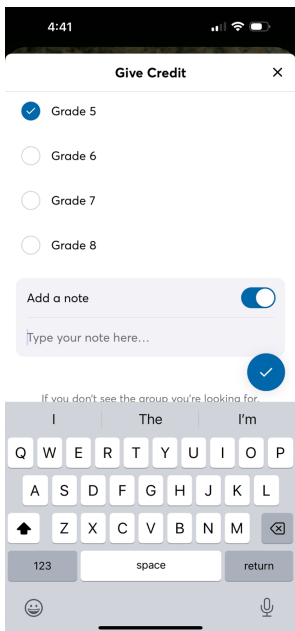 4:41
Give Credit
Grade 5
Grade 6
Grade 7
Grade 8
Add a note
Type your note here...
If you don't see the group you're looking for,
I The I'm
Q W E R T Y U I O P
A S D F G H J K L
Z X C V B N M
123 space return